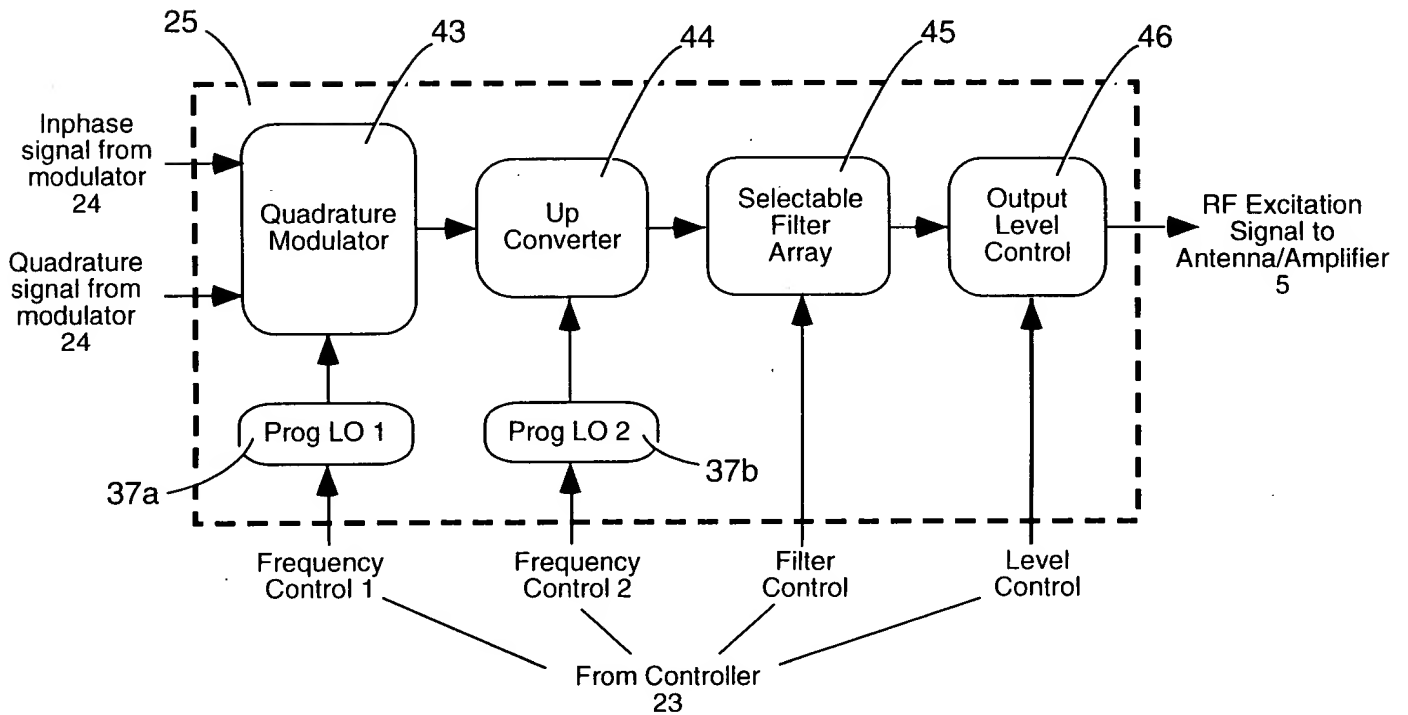 25
43
44
45
46
Inphase
signal from
modulator
24
Quadrature
signal from
modulator
24
Quadrature
Modulator
Up
Converter
Selectable
Filter
Array
Output
Level
Control
RF Excitation
Signal to
Antenna/Amplifier
5
Prog LO 1
Prog LO 2
37a
37b
Frequency
Control 1
Frequency
Control 2
Filter
Control
Level
Control
From Controller
23